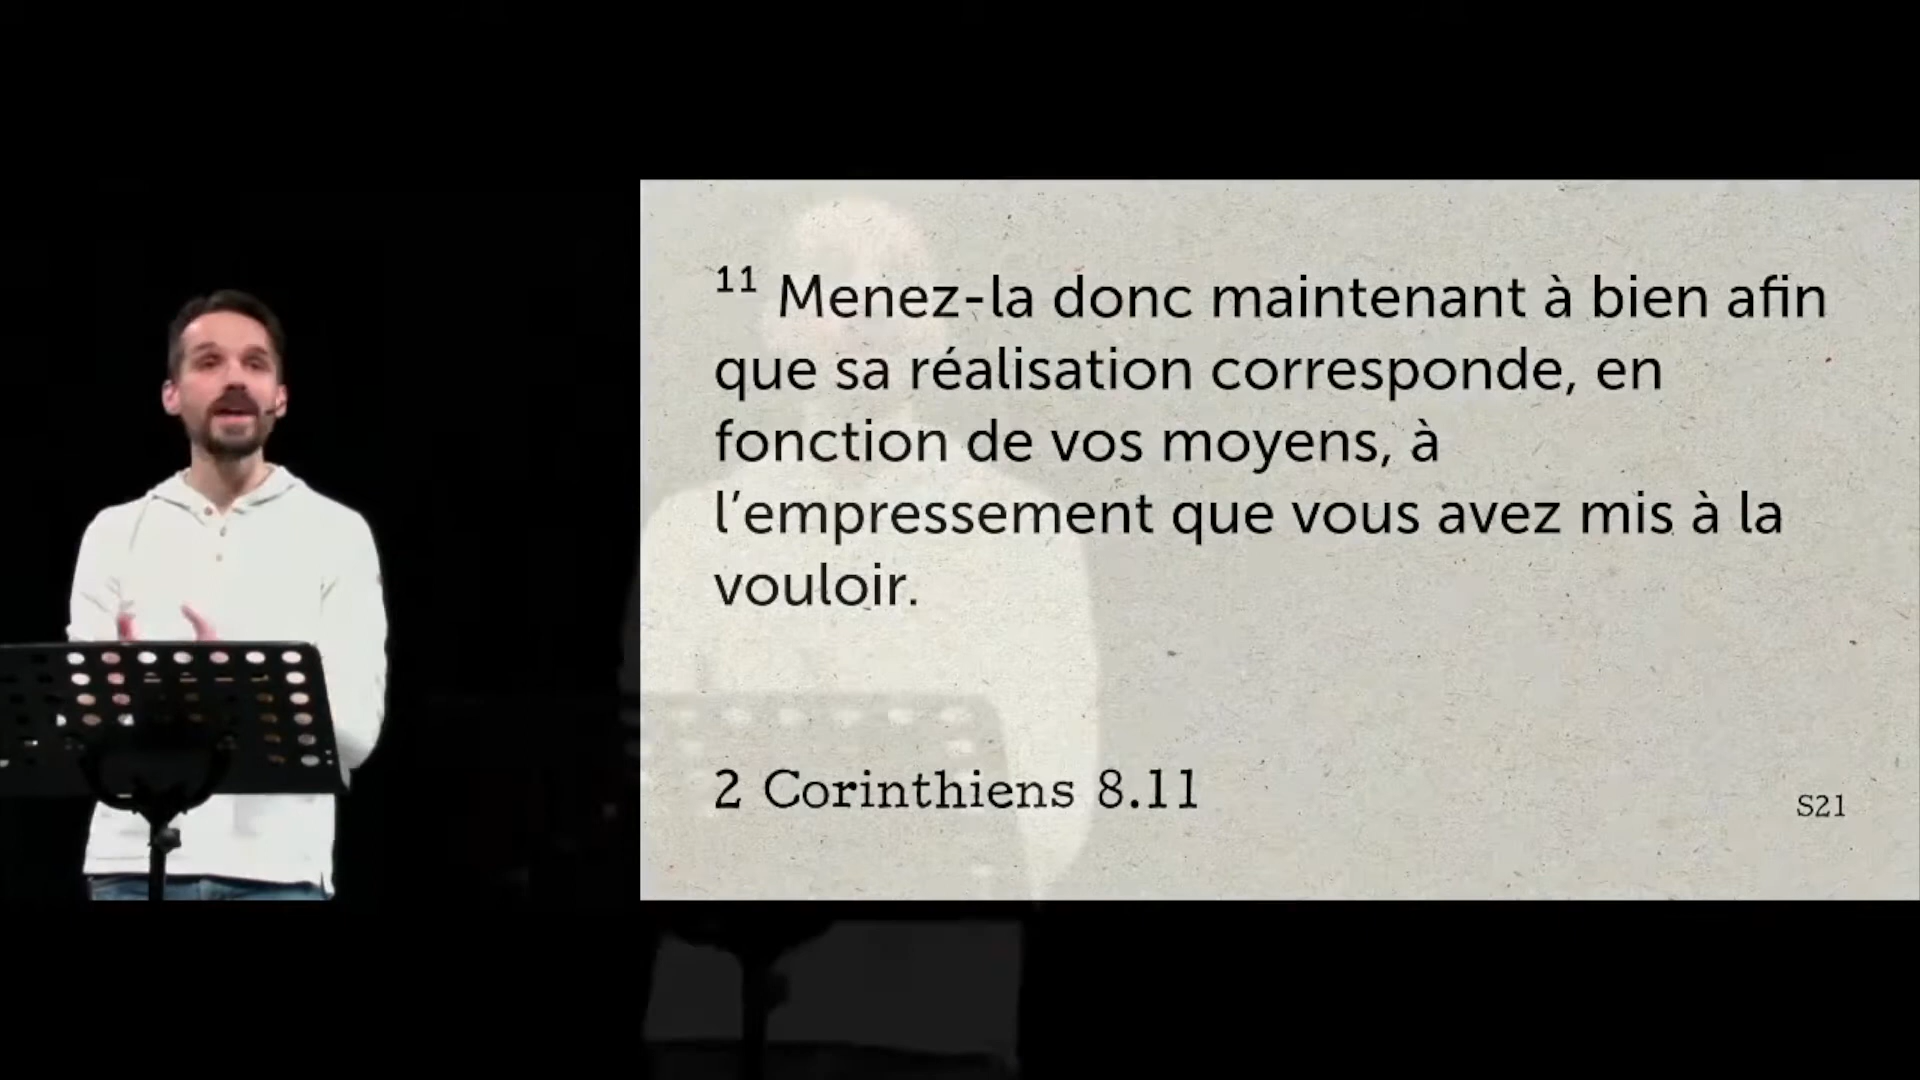 11 Menez-la donc maintenant à bien afin
que sa réalisation corresponde, en
fonction de vos moyens, à
l’empressement que vous avez mis à la
vouloir.
2 Corinthiens 8.11
S21